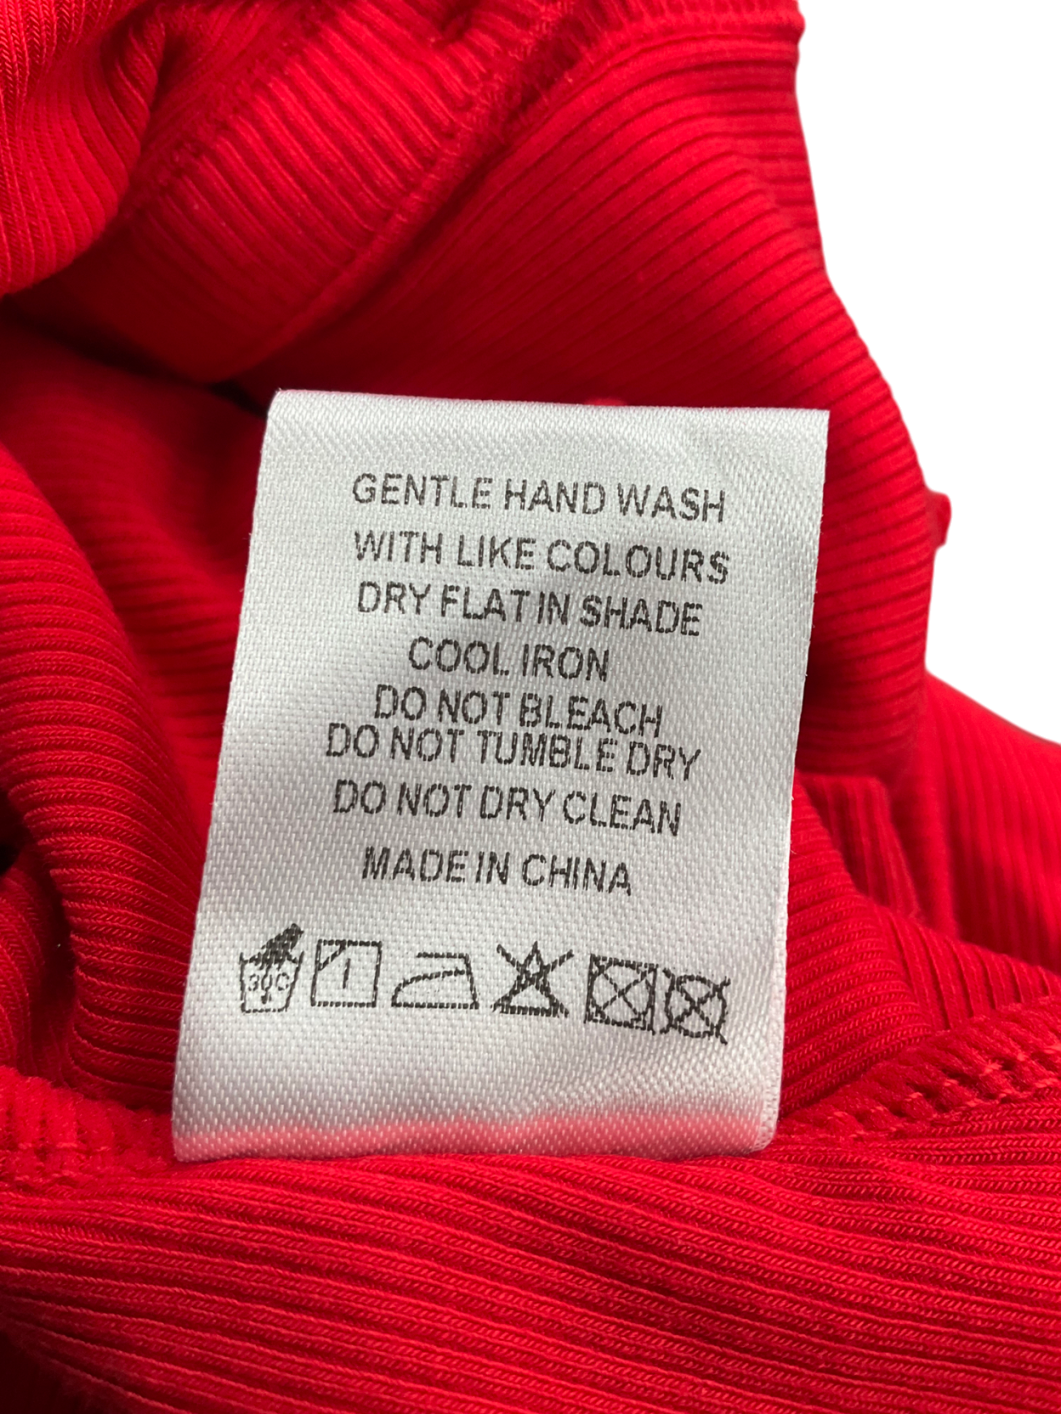 GENTLE HAND WASH
WITH LIKE COLOURS
DRY FLAT IN SHADE
COOL IRON
DO NOT BLEACH
DO NOT TUMBLE DRY
DO NOT DRY CLEAN
MADE IN CHINA
30C